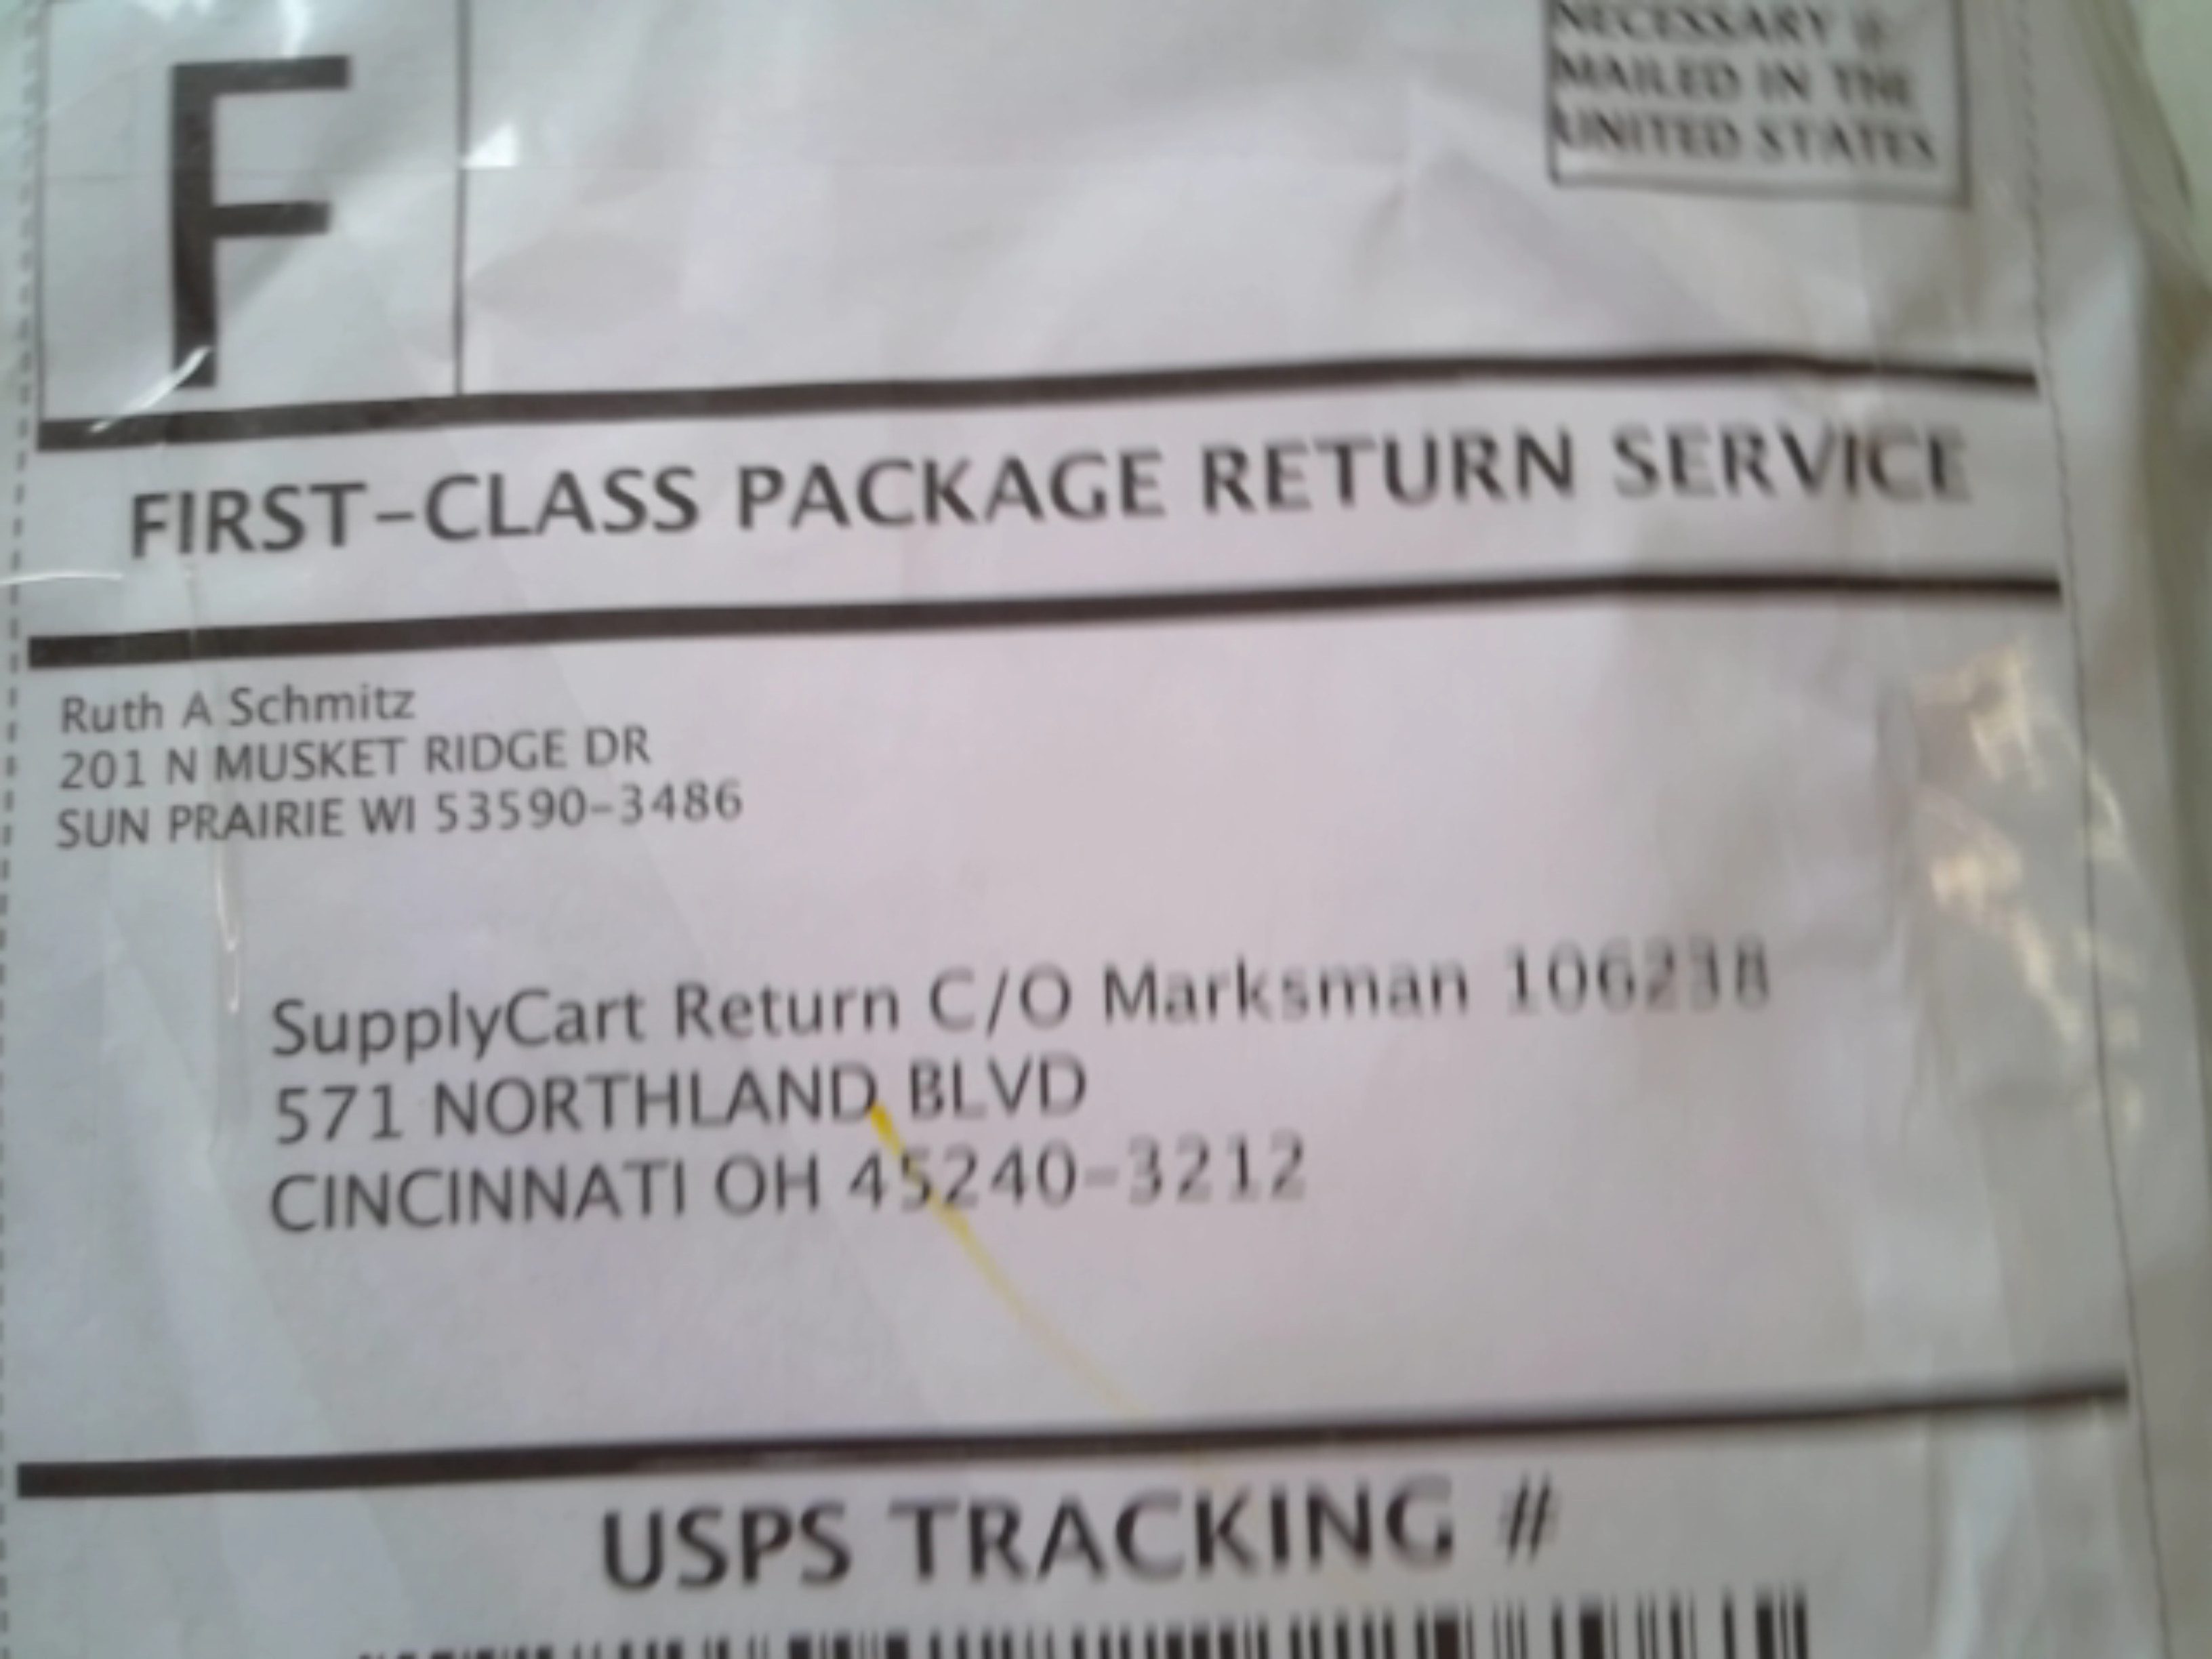 F
NECESSARY IF
MAILED IN THE
UNITED STATES
FIRST-CLASS PACKAGE RETURN SERVICE
Ruth A Schmitz
201 N MUSKET RIDGE DR
SUN PRAIRIE WI 53590-3486
SupplyCart Return C/O Marksman 106238
571 NORTHLAND BLVD
CINCINNATI OH 45240-3212
USPS TRACKING #